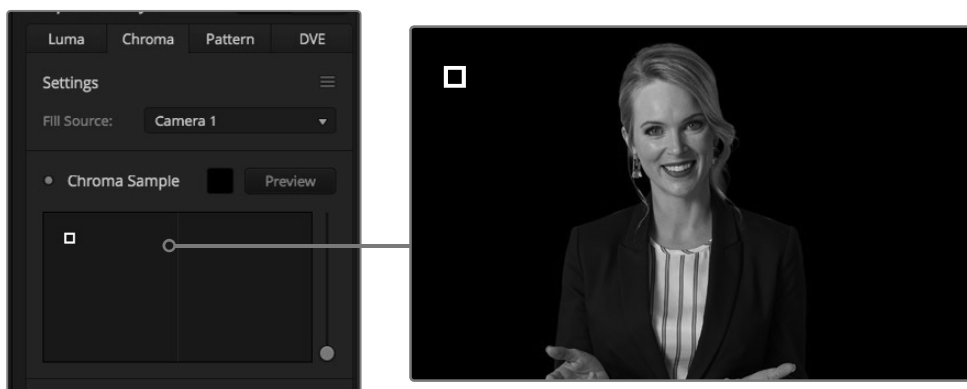 Luma Chroma Pattern DVE
Settings
Fill Source: Camera 1
Chroma Sample Preview